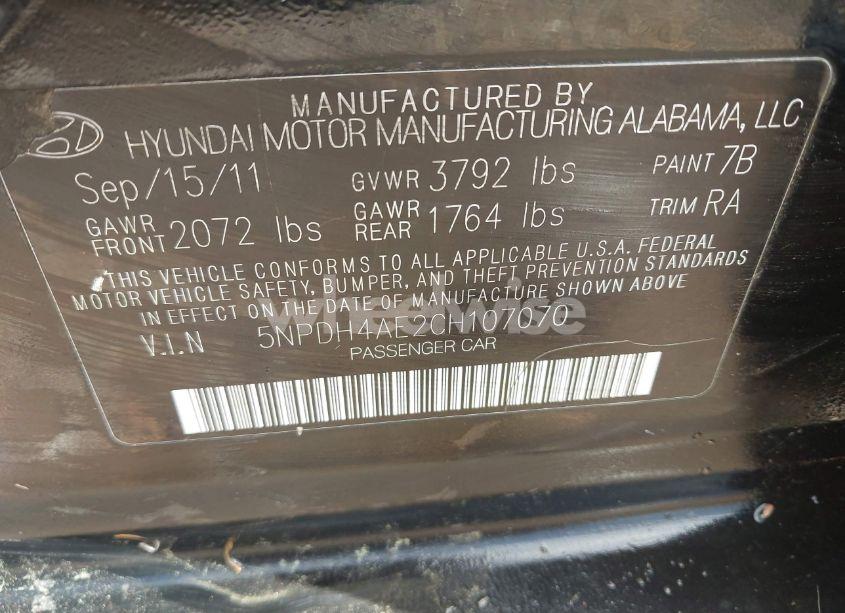 MANUFACTURED BY
HYUNDAI MOTOR MANUFACTURING ALABAMA, LLC
Sep/15/11 GVWR 3792 lbs PAINT 7B
GAWR FRONT 2072 lbs GAWR REAR 1764 lbs TRIM RA
THIS VEHICLE CONFORMS TO ALL APPLICABLE U.S.A. FEDERAL
MOTOR VEHICLE SAFETY, BUMPER, AND THEFT PREVENTION STANDARDS
IN EFFECT ON THE DATE OF MANUFACTURE SHOWN ABOVE
V.I.N 5NPDH4AE2CH107070
PASSENGER CAR
wheelwise